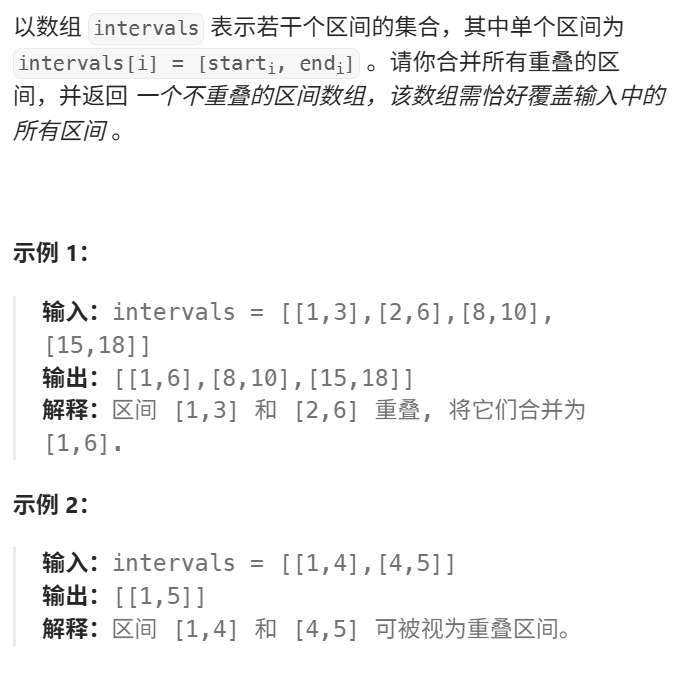 以数组 intervals 表示若干个区间的集合，其中单个区间为
intervals[i] = [starti, endi] 。请你合并所有重叠的区
间，并返回 一个不重叠的区间数组，该数组需恰好覆盖输入中的
所有区间 。
示例 1：
输入：intervals = [[1,3],[2,6],[8,10],
[15,18]]
输出：[[1,6],[8,10],[15,18]]
解释：区间 [1,3] 和 [2,6] 重叠, 将它们合并为
[1,6].
示例 2：
输入：intervals = [[1,4],[4,5]]
输出：[[1,5]]
解释：区间 [1,4] 和 [4,5] 可被视为重叠区间。